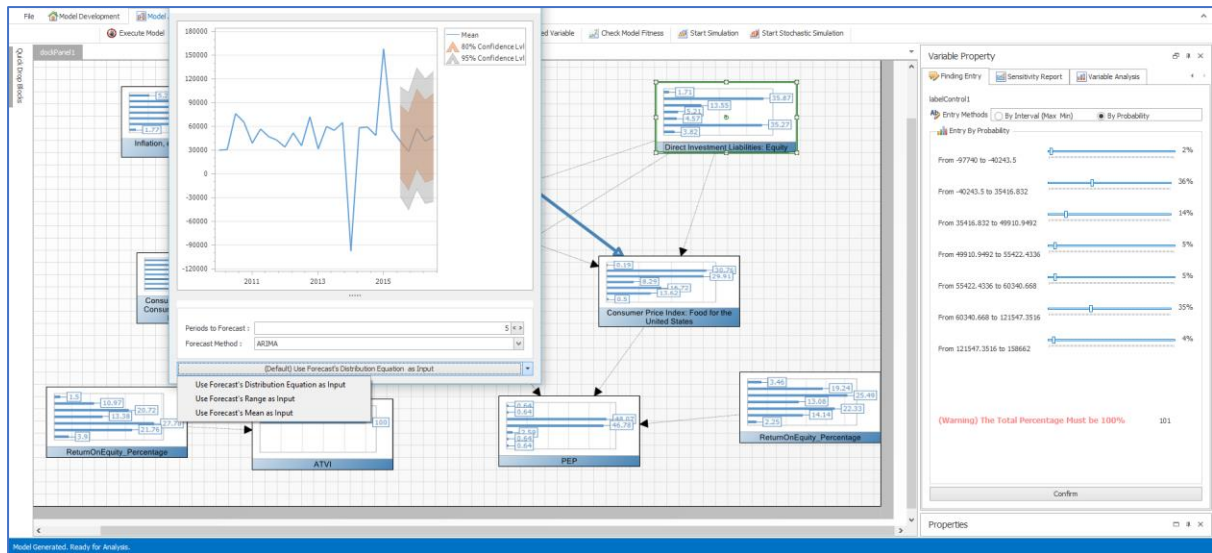 File
Model Development
Model
Execute Model
ed Variable
Check Model Fitness
Start Simulation
Start Stochastic Simulation
Quick Drop Blocks
dockPanel1
180000
150000
120000
90000
60000
30000
0
-30000
-60000
-90000
-120000
2011
2013
2015
Mean
80% Confidence Lvl
95% Confidence Lvl
Periods to Forecast :
5
Forecast Method :
ARIMA
(Default) Use Forecast's Distribution Equation as Input
Use Forecast's Distribution Equation as Input
Use Forecast's Range as Input
Use Forecast's Mean as Input
1.77
Inflation,
Consu
Consum
1.71
35.87
13.55
5.21
4.57
35.27
3.82
Direct Investment Liabilities: Equity
0.19
30.76
29.91
8.29
16.72
13.62
0.5
Consumer Price Index: Food for the
United States
1.5
10.97
20.72
13.38
27.7
21.76
3.9
ReturnOnEquity_Percentage
100
ATVI
0.64
0.64
48.02
46.78
0.64
0.64
PEP
3.46
19.24
25.49
13.08
22.33
14.14
2.25
ReturnOnEquity_Percentage
Variable Property
Finding Entry
Sensitivity Report
Variable Analysis
labelControl1
Entry Methods
By Interval (Max Min)
By Probability
Entry By Probability
From -97740 to -40243.5
2%
From -40243.5 to 35416.832
36%
From 35416.832 to 49910.9492
14%
From 49910.9492 to 55422.4336
5%
From 55422.4336 to 60340.668
5%
From 60340.668 to 121547.3516
35%
From 121547.3516 to 158662
4%
(Warning) The Total Percentage Must be 100%
101
Confirm
Properties
Model Generated. Ready for Analysis.